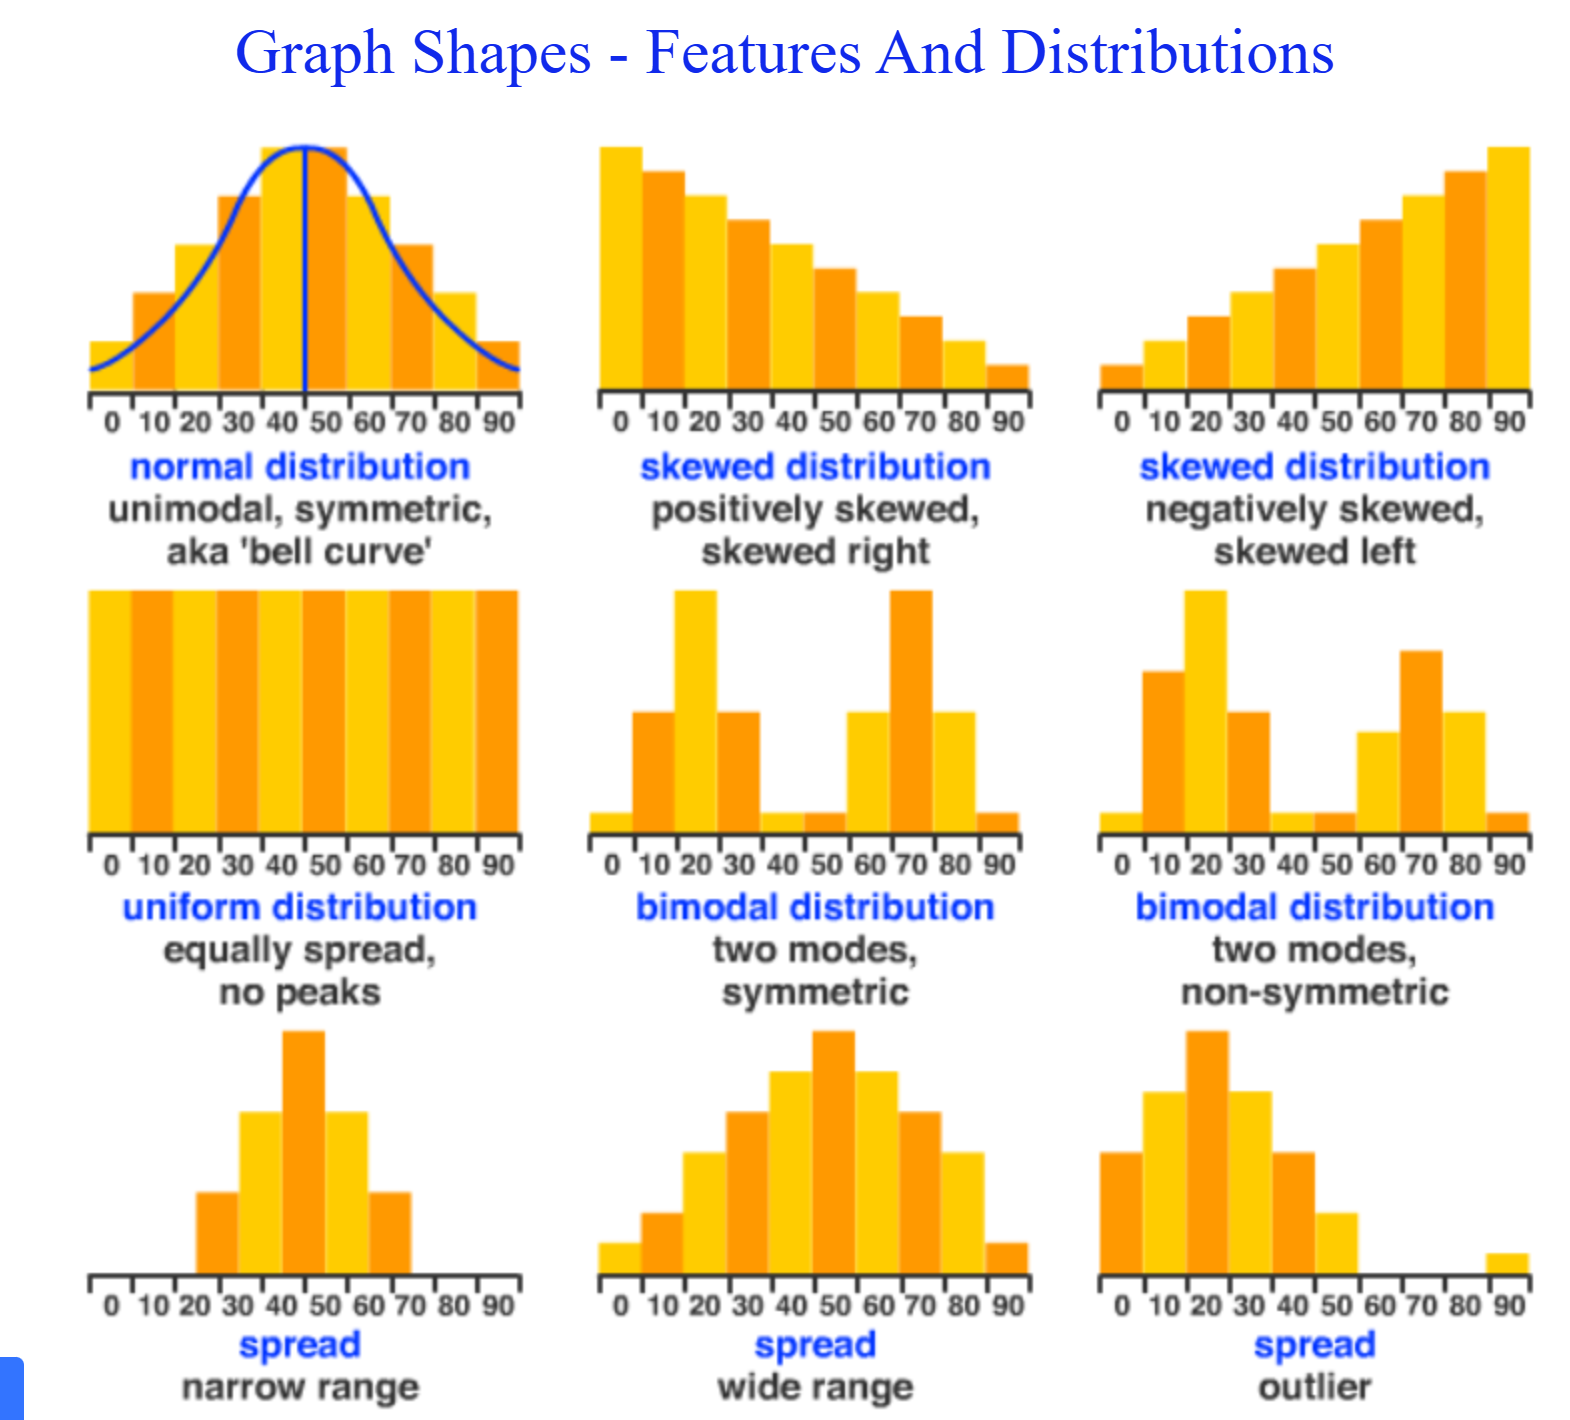 Graph Shapes - Features And Distributions
0 10 20 30 40 50 60 70 80 90
normal distribution
unimodal, symmetric,
aka 'bell curve'
0 10 20 30 40 50 60 70 80 90
skewed distribution
positively skewed,
skewed right
0 10 20 30 40 50 60 70 80 90
skewed distribution
negatively skewed,
skewed left
0 10 20 30 40 50 60 70 80 90
uniform distribution
equally spread,
no peaks
0 10 20 30 40 50 60 70 80 90
bimodal distribution
two modes,
symmetric
0 10 20 30 40 50 60 70 80 90
bimodal distribution
two modes,
non-symmetric
0 10 20 30 40 50 60 70 80 90
spread
narrow range
0 10 20 30 40 50 60 70 80 90
spread
wide range
0 10 20 30 40 50 60 70 80 90
spread
outlier